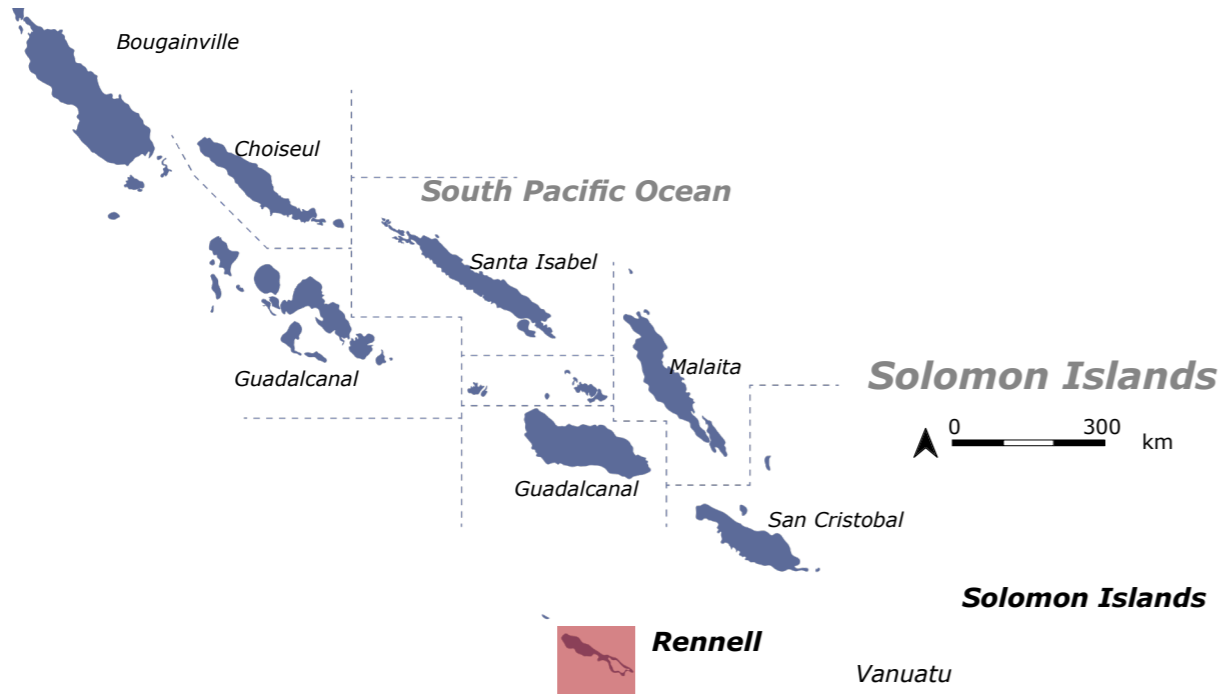 Bougainville
Choiseul
South Pacific Ocean
Santa Isabel
Guadalcanal
Malaita
Solomon Islands
0 300
km
Guadalcanal
San Cristobal
Solomon Islands
Rennell
Vanuatu